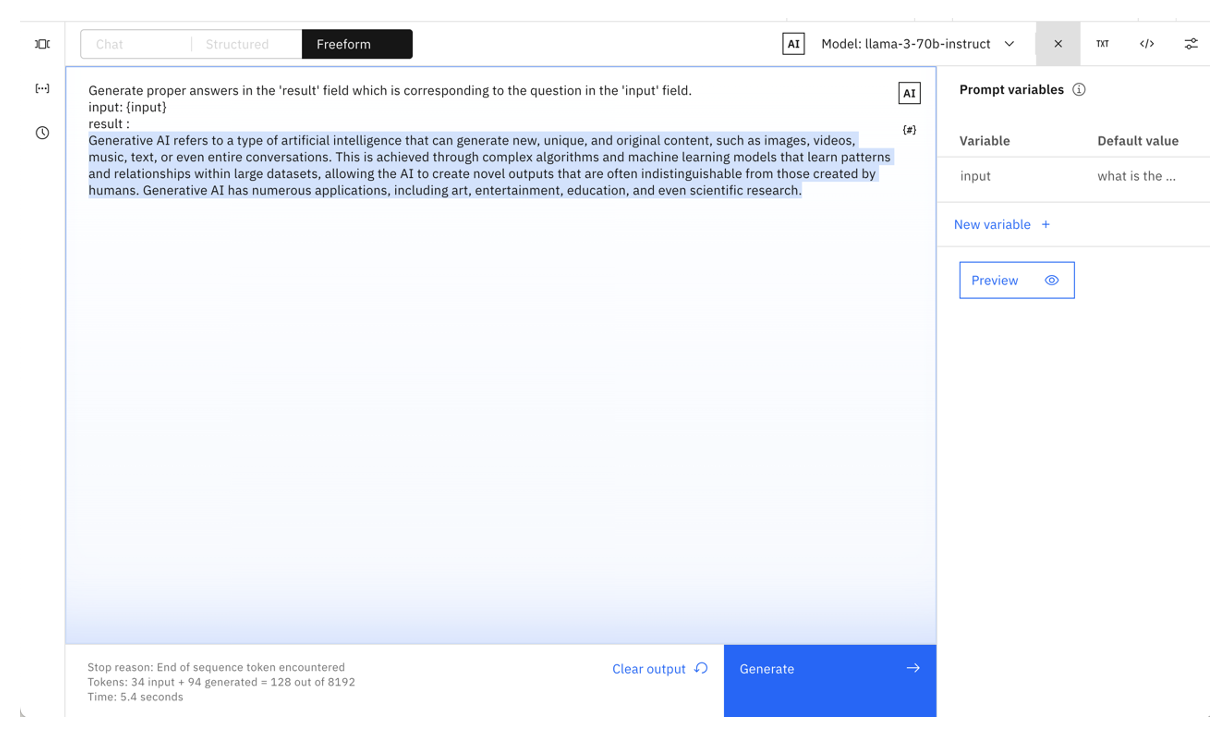 Chat
Structured
Freeform
AI
Model: llama-3-70b-instruct
TXT
</>
Generate proper answers in the 'result' field which is corresponding to the question in the 'input' field.
input: {input}
result :
Generative AI refers to a type of artificial intelligence that can generate new, unique, and original content, such as images, videos,
music, text, or even entire conversations. This is achieved through complex algorithms and machine learning models that learn patterns
and relationships within large datasets, allowing the AI to create novel outputs that are often indistinguishable from those created by
humans. Generative AI has numerous applications, including art, entertainment, education, and even scientific research.
AI
{#}
Prompt variables
Variable Default value
input what is the ...
New variable +
Preview
Stop reason: End of sequence token encountered
Tokens: 34 input + 94 generated = 128 out of 8192
Time: 5.4 seconds
Clear output
Generate